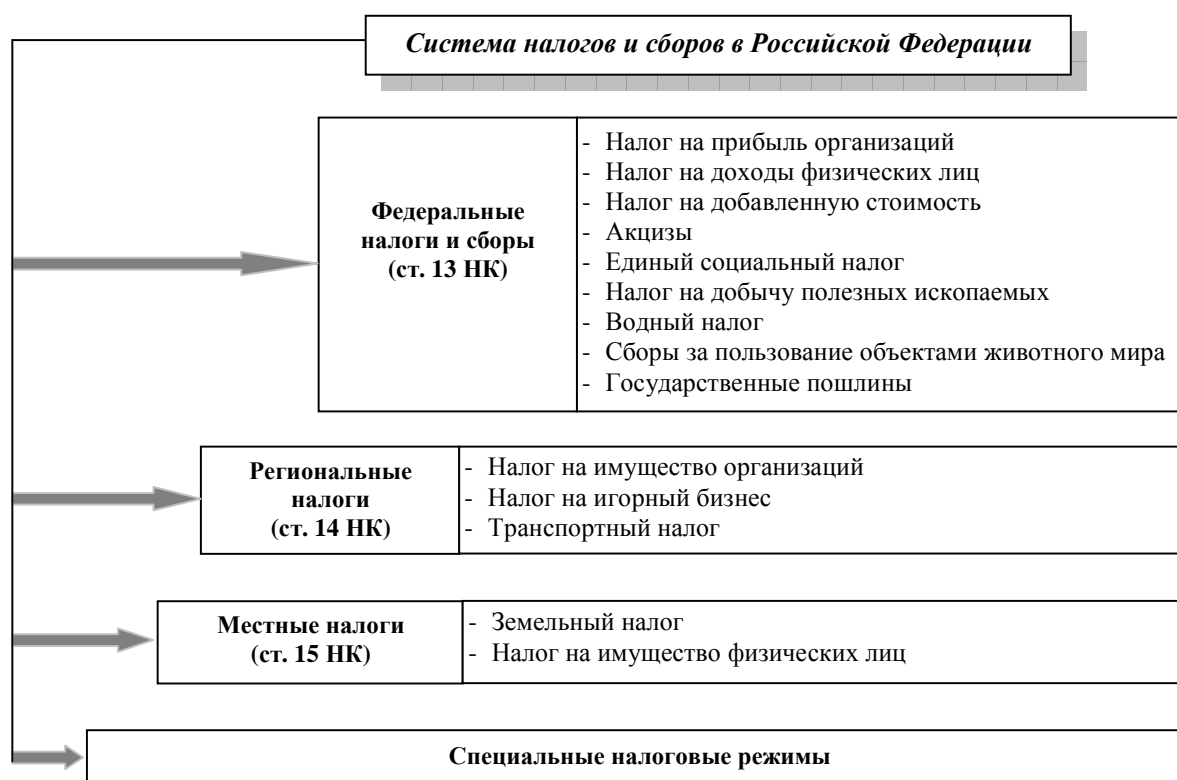 Система налогов и сборов в Российской Федерации
Федеральные
налоги и сборы
(ст. 13 НК)
- Налог на прибыль организаций
- Налог на доходы физических лиц
- Налог на добавленную стоимость
- Акцизы
- Единый социальный налог
- Налог на добычу полезных ископаемых
- Водный налог
- Сборы за пользование объектами животного мира
- Государственные пошлины
Региональные
налоги
(ст. 14 НК)
- Налог на имущество организаций
- Налог на игорный бизнес
- Транспортный налог
Местные налоги
(ст. 15 НК)
- Земельный налог
- Налог на имущество физических лиц
Специальные налоговые режимы